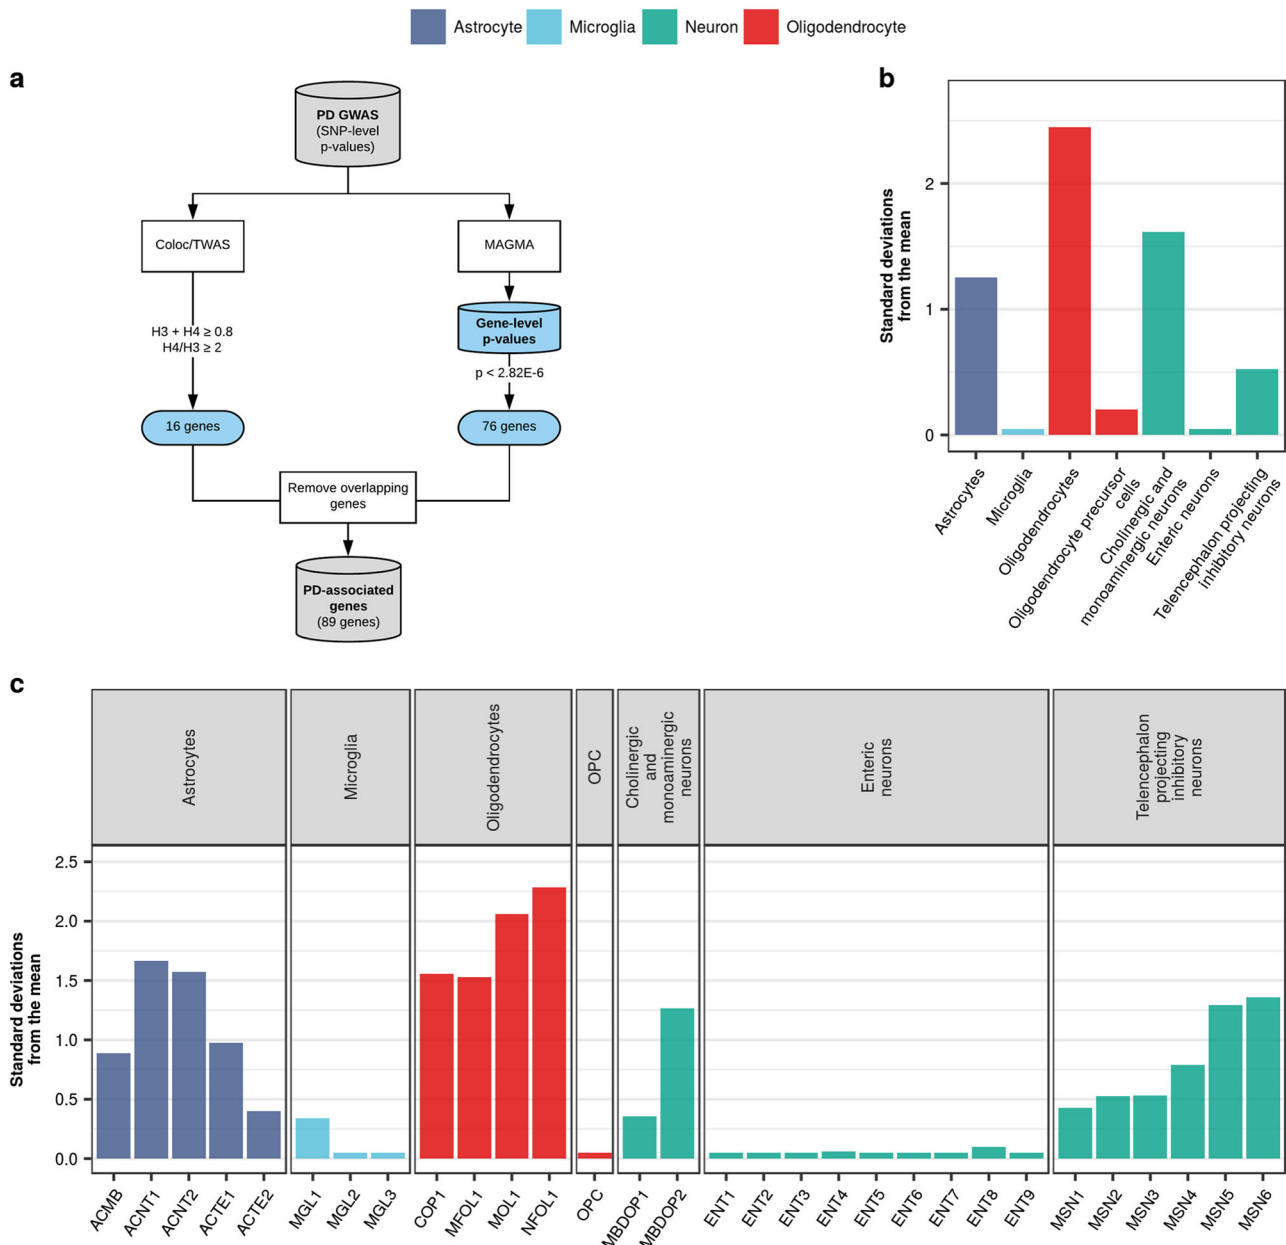 Astrocyte Microglia Neuron Oligodendrocyte
a
PD GWAS
(SNP-level
p-values)
Coloc/TWAS
MAGMA
H3 + H4 ≥ 0.8
H4/H3 ≥ 2
Gene-level
p-values
p < 2.82E-6
16 genes
76 genes
Remove overlapping
genes
PD-associated
genes
(89 genes)
b
Standard deviations
from the mean
2
1
0
Astrocytes
Microglia
Oligodendrocytes
Oligodendrocyte precursor
cells
Cholinergic and
monoaminergic neurons
Enteric neurons
Telencephalon projecting
inhibitory neurons
c
Astrocytes
Microglia
Oligodendrocytes
OPC
Cholinergic
and
monoaminergic
neurons
Enteric
neurons
Telencephalon
projecting
inhibitory
neurons
Standard deviations
from the mean
2.5
2.0
1.5
1.0
0.5
0.0
ACMB
ACNT1
ACNT2
ACTE1
ACTE2
MGL1
MGL2
MGL3
COP1
MFOL1
MOL1
NFOL1
OPC
MBDOP1
MBDOP2
ENT1
ENT2
ENT3
ENT4
ENT5
ENT6
ENT7
ENT8
ENT9
MSN1
MSN2
MSN3
MSN4
MSN5
MSN6